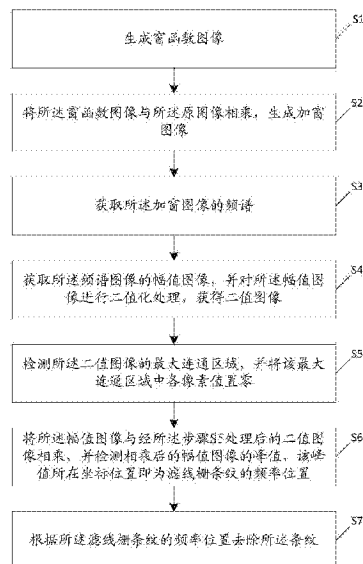 S1
生成窗函数图像
S2
将所述窗函数图像与所述原图像相乘，生成加窗
图像
S3
获取所述加窗图像的频谱
S4
获取所述频谱图像的幅值图像，并对所述幅值图
像进行二值化处理，获得二值图像
S5
检测所述二值图像的最大连通区域，并将该最大
连通区域中各像素值置零
S6
将所述幅值图像与经所述步骤S5处理后的二值图
像相乘，并检测相乘后的幅值图像的峰值，该峰
值所在坐标位置即为滤线栅条纹的频率位置
S7
根据所述滤线栅条纹的频率位置去除所述条纹